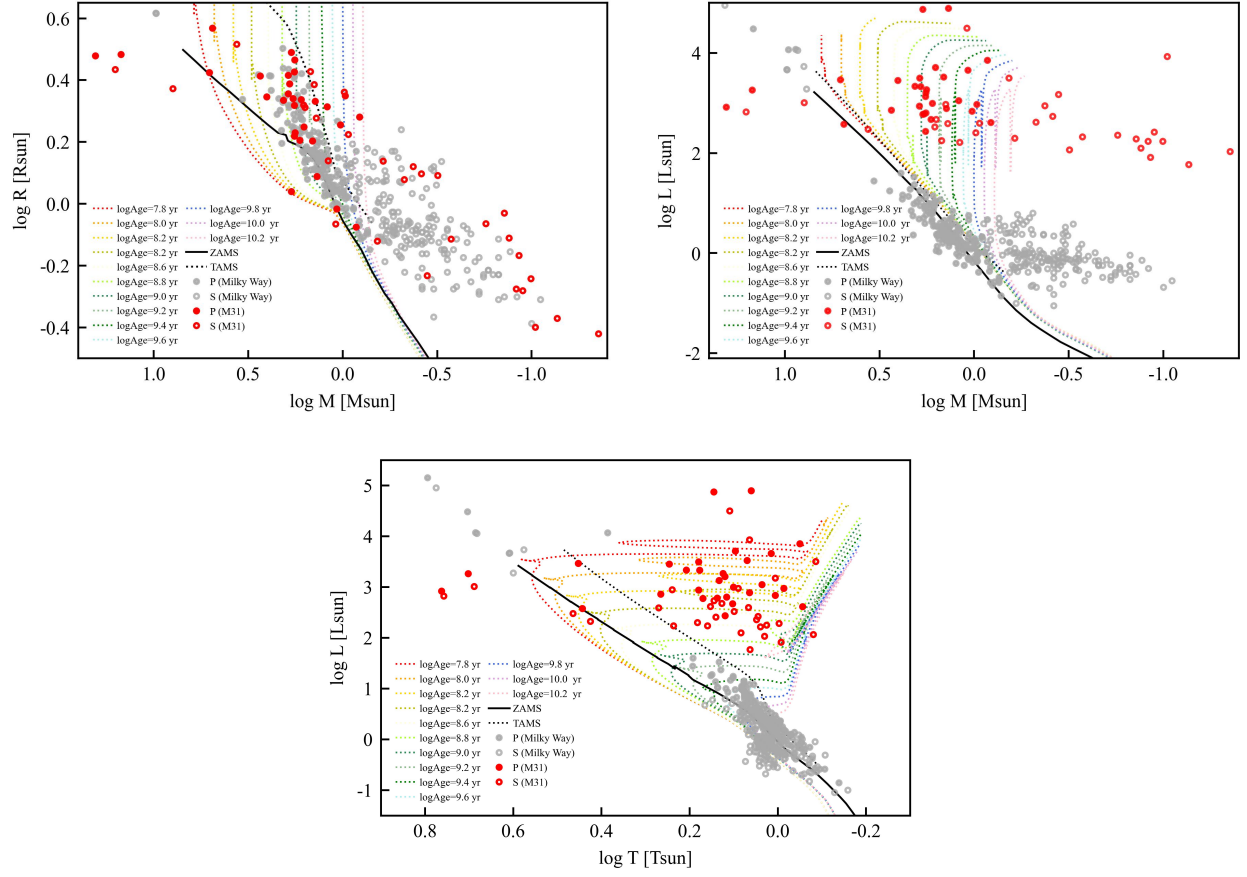 0.6
0.4
0.2
0.0
-0.2
-0.4
log R [Rsun]
1.0
0.5
0.0
-0.5
-1.0
log M [Msun]
logAge=7.8 yr
logAge=8.0 yr
logAge=8.2 yr
logAge=8.2 yr
logAge=8.6 yr
logAge=8.8 yr
logAge=9.0 yr
logAge=9.2 yr
logAge=9.4 yr
logAge=9.6 yr
logAge=9.8 yr
logAge=10.0 yr
logAge=10.2 yr
ZAMS
TAMS
P (Milky Way)
S (Milky Way)
P (M31)
S (M31)
4
2
0
-2
log L [Lsun]
1.0
0.5
0.0
-0.5
-1.0
log M [Msun]
logAge=7.8 yr
logAge=8.0 yr
logAge=8.2 yr
logAge=8.2 yr
logAge=8.6 yr
logAge=8.8 yr
logAge=9.0 yr
logAge=9.2 yr
logAge=9.4 yr
logAge=9.6 yr
logAge=9.8 yr
logAge=10.0 yr
logAge=10.2 yr
ZAMS
TAMS
P (Milky Way)
S (Milky Way)
P (M31)
S (M31)
5
4
3
2
1
0
-1
log L [Lsun]
0.8
0.6
0.4
0.2
0.0
-0.2
log T [Tsun]
logAge=7.8 yr
logAge=8.0 yr
logAge=8.2 yr
logAge=8.2 yr
logAge=8.6 yr
logAge=8.8 yr
logAge=9.0 yr
logAge=9.2 yr
logAge=9.4 yr
logAge=9.6 yr
logAge=9.8 yr
logAge=10.0 yr
logAge=10.2 yr
ZAMS
TAMS
P (Milky Way)
S (Milky Way)
P (M31)
S (M31)